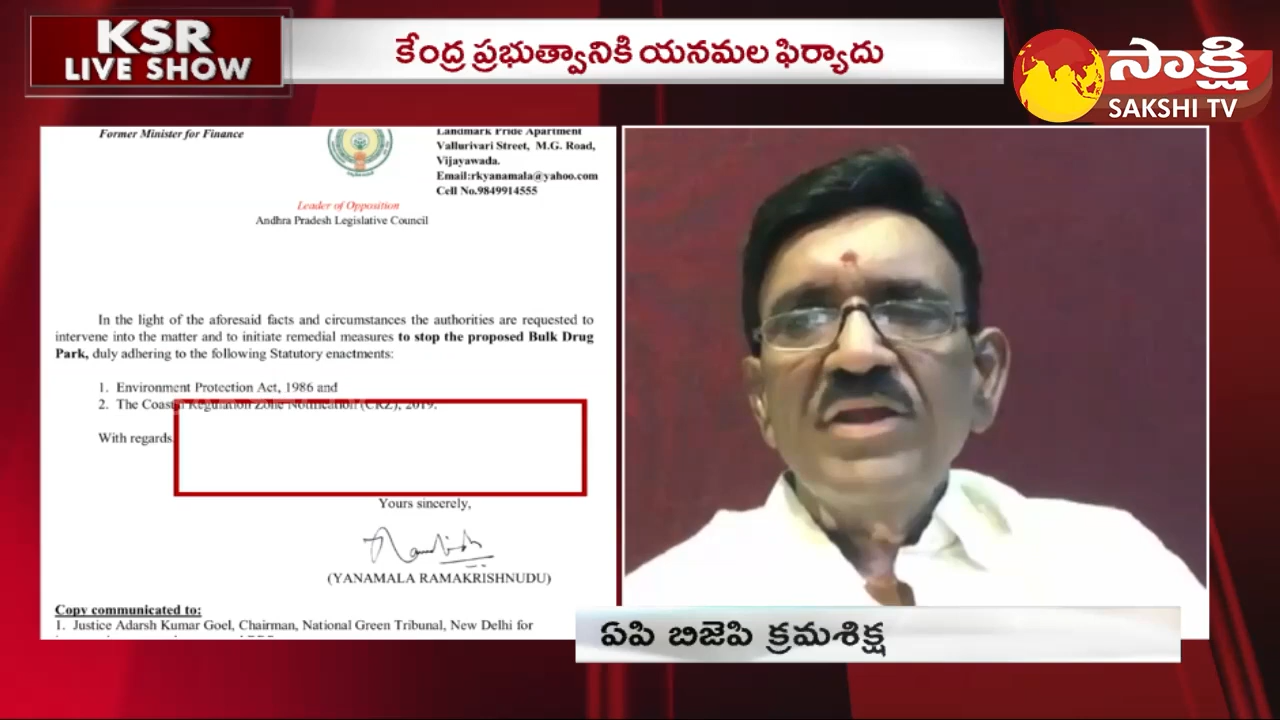 KSR
LIVE SHOW
కేంద్ర ప్రభుత్వానికి యనమల ఫిర్యాదు
సాక్షి
SAKSHI TV
Former Minister for Finance
Landmark Pride Apartment
Vallurivari Street, M.G. Road,
Vijayawada.
Email:rkyanamala@yahoo.com
Cell No.9849914555
Leader of Opposition
Andhra Pradesh Legislative Council
In the light of the aforesaid facts and circumstances the authorities are requested to
intervene into the matter and to initiate remedial measures to stop the proposed Bulk Drug
Park, duly adhering to the following Statutory enactments:
1. Environment Protection Act, 1986 and
2. The Coastal Regulation Zone Notification (CRZ), 2019.
With regards
Yours sincerely,
(YANAMALA RAMAKRISHNUDU)
Copy communicated to:
1. Justice Adarsh Kumar Goel, Chairman, National Green Tribunal, New Delhi for
ఏపి బిజెపి క్రమశిక్ష